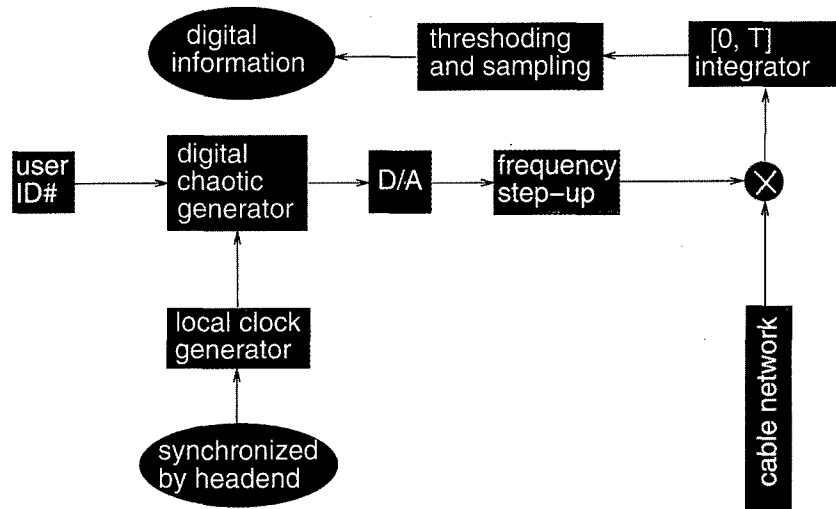 digital
information
threshoding
and sampling
[0, T]
integrator
user
ID#
digital
chaotic
generator
D/A
frequency
step-up
X
local clock
generator
synchronized
by headend
cable network